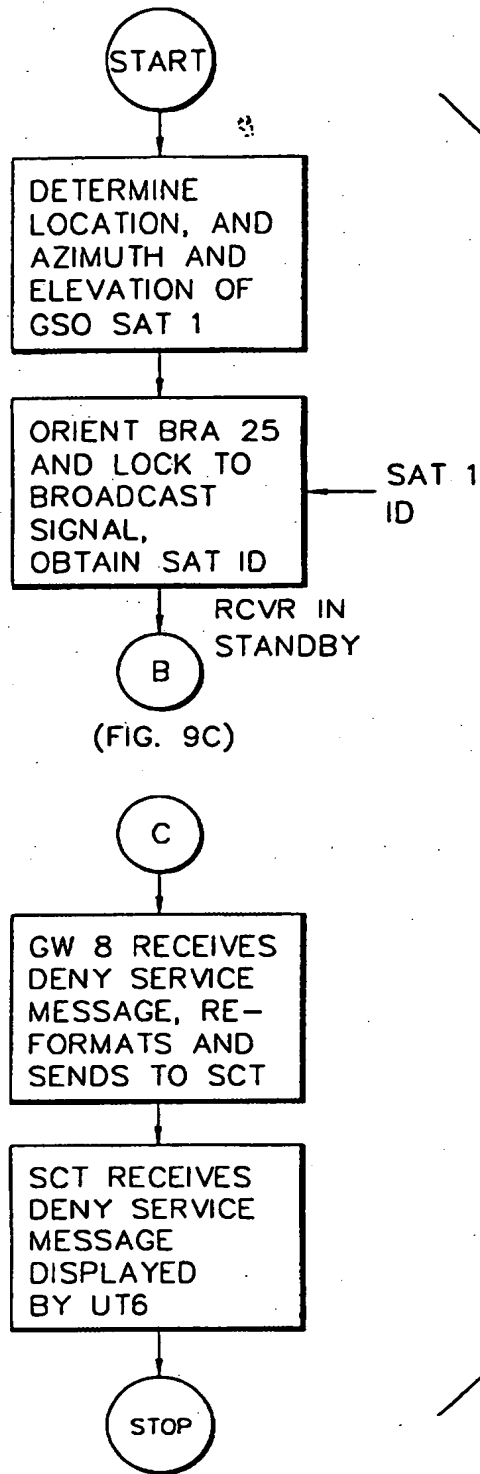 START
DETERMINE
LOCATION, AND
AZIMUTH AND
ELEVATION OF
GSO SAT 1
ORIENT BRA 25
AND LOCK TO
BROADCAST
SIGNAL,
OBTAIN SAT ID
SAT 1
ID
RCVR IN
STANDBY
B
(FIG. 9C)
C
GW 8 RECEIVES
DENY SERVICE
MESSAGE, RE-
FORMATS AND
SENDS TO SCT
SCT RECEIVES
DENY SERVICE
MESSAGE
DISPLAYED
BY UT6
STOP